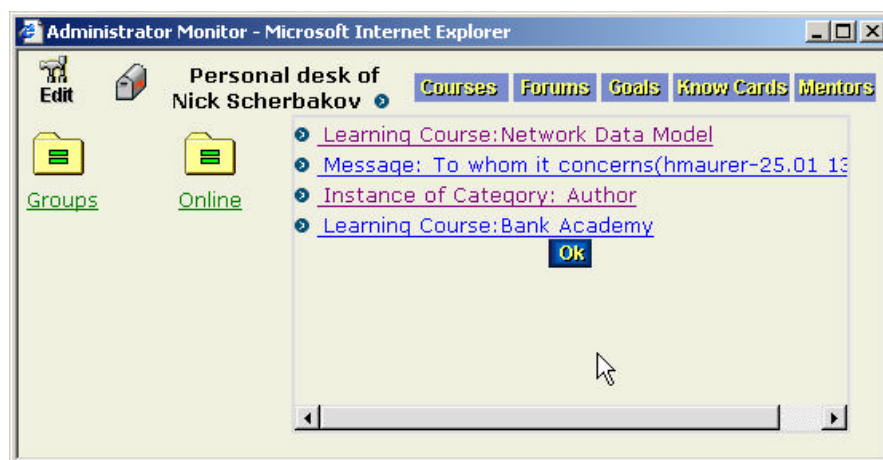 Administrator Monitor - Microsoft Internet Explorer
Edit
Personal desk of
Nick Scherbakov
Courses Forums Goals Know Cards Mentors
Groups
Online
Learning Course:Network Data Model
Message: To whom it concerns(hmaurer-25.01 13
Instance of Category: Author
Learning Course:Bank Academy
Ok